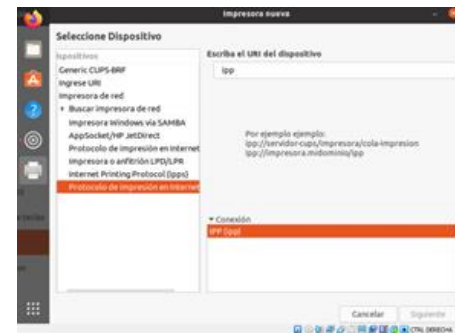 Impresora nueva
Seleccione Dispositivo
ispositivos
Generic CUPS-BRF
Ingrese URI
Impresora de red
Buscar impresora de red
Impresora Windows vía SAMBA
AppSocket/HP JetDirect
Protocolo de impresión en Internet
Impresora o anfitrión LPD/LPR
Internet Printing Protocol (ipps)
Protocolo de impresión en Internet
Escriba el URI del dispositivo
ipp
Por ejemplo ejemplo:
ipp://servidor-cups/impresora/cola-impresion
ipp://impresora.midominio/ipp
Conexión
IPP (ipp)
Cancelar
Siguiente
CTRL DERECHA